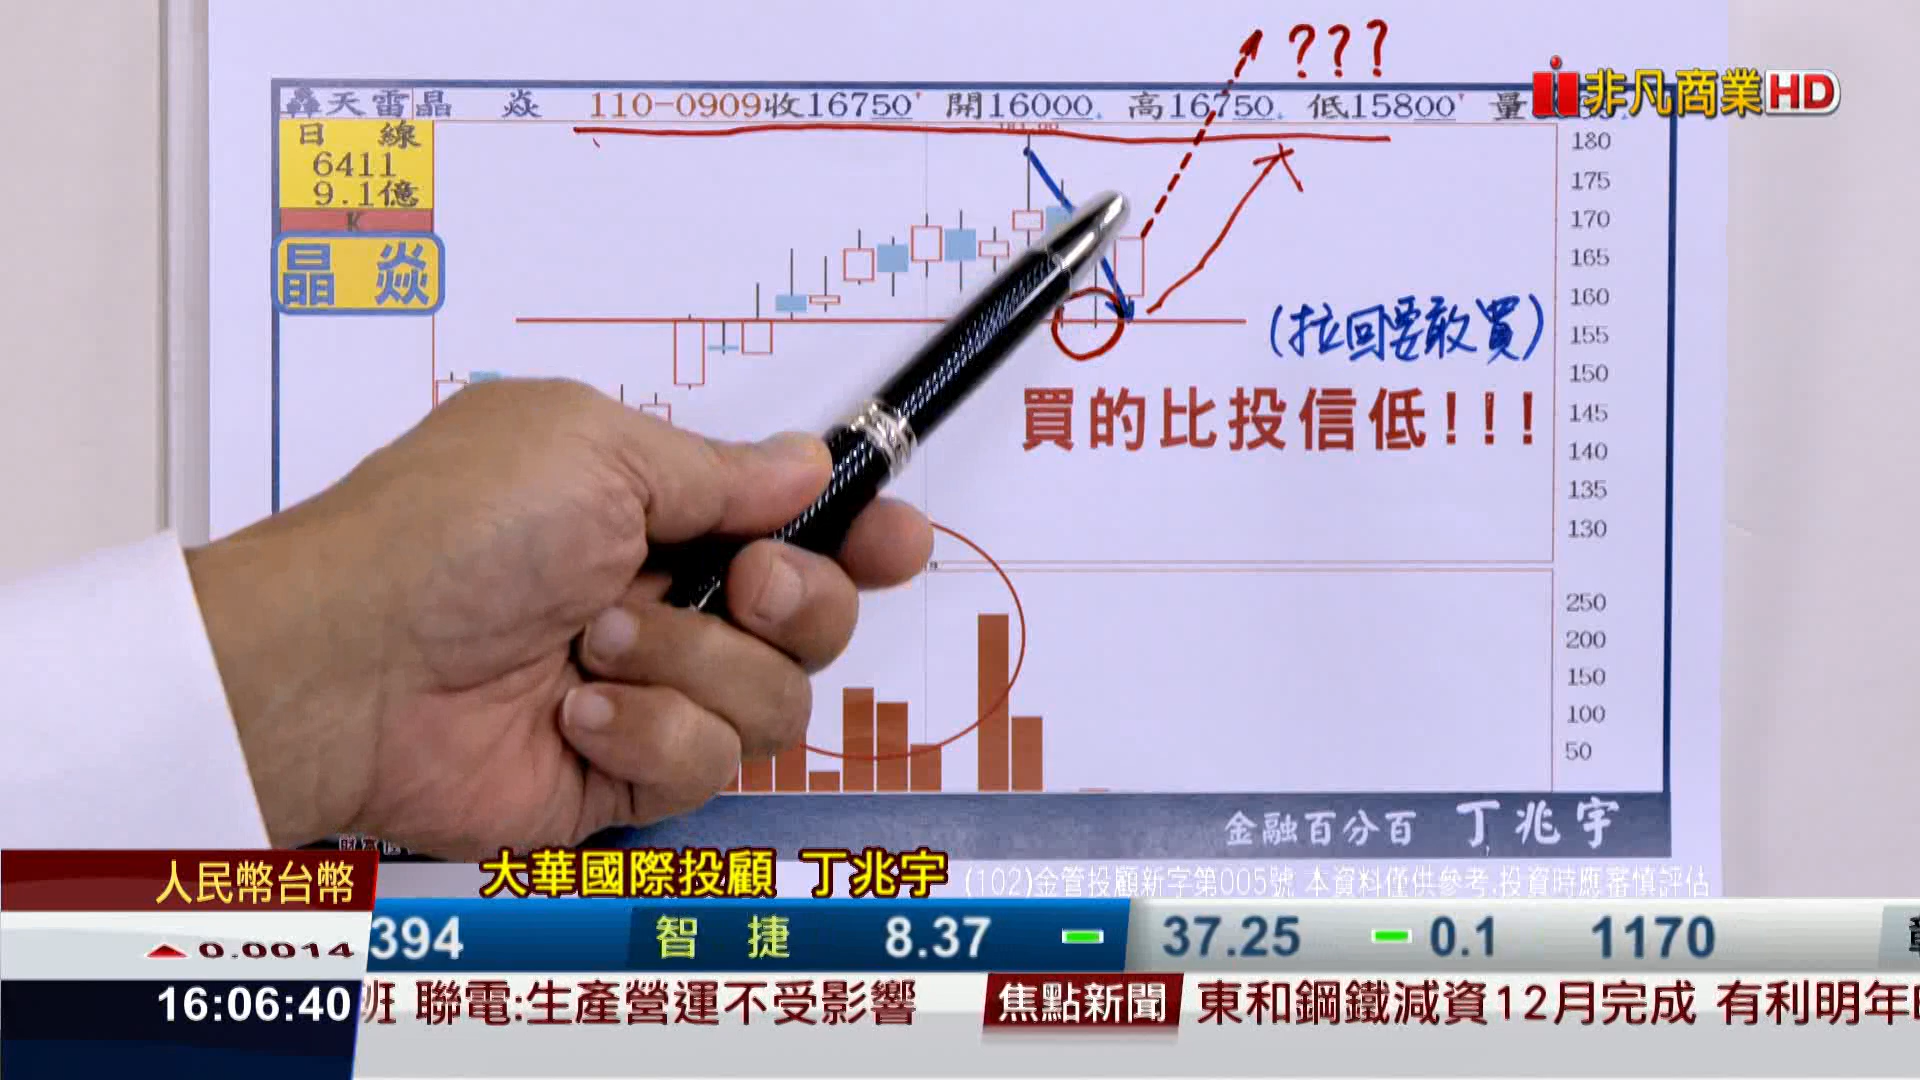 ???
非凡商業HD
轟天雷晶 焱 110-0909收16750 開16000 高16750 低15800 量
日 線
6411
9.1億
K
晶 焱
180
175
170
165
160
155
150
145
140
135
130
(拉回要敢買)
買的比投信低!!!
250
200
150
100
50
金融百分百 丁兆宇
大華國際投顧 丁兆宇
(102)金管投顧新字第005號 本資料僅供參考,投資時應審慎評估
人民幣台幣
0.0014
394 智 捷 8.37 37.25 0.1 1170
16:06:40
班 聯電:生產營運不受影響 焦點新聞 東和鋼鐵減資12月完成 有利明年